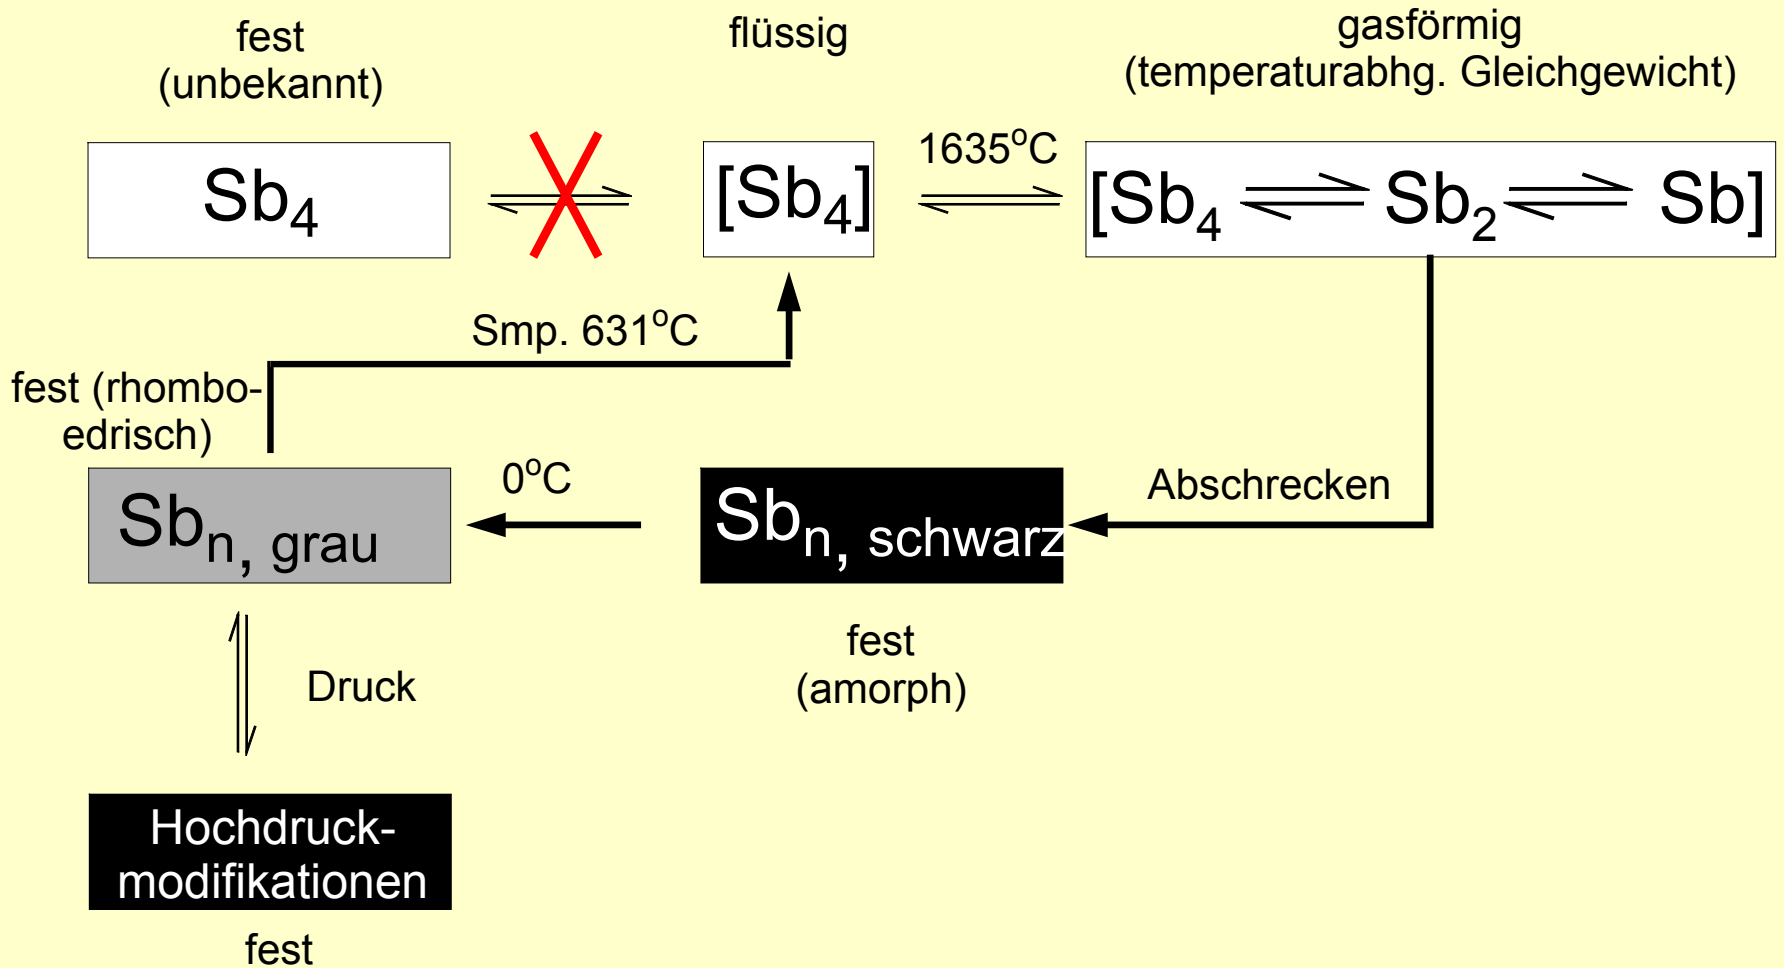 fest
(unbekannt)
flüssig
gasförmig
(temperaturabhg. Gleichgewicht)
Sb4
[Sb4]
1635°C
[Sb4 ⇌ Sb2 ⇌ Sb]
Smp. 631°C
fest (rhombo-
edrisch)
Sbn, grau
0°C
Sbn, schwarz
Abschrecken
fest
(amorph)
Druck
Hochdruck-
modifikationen
fest